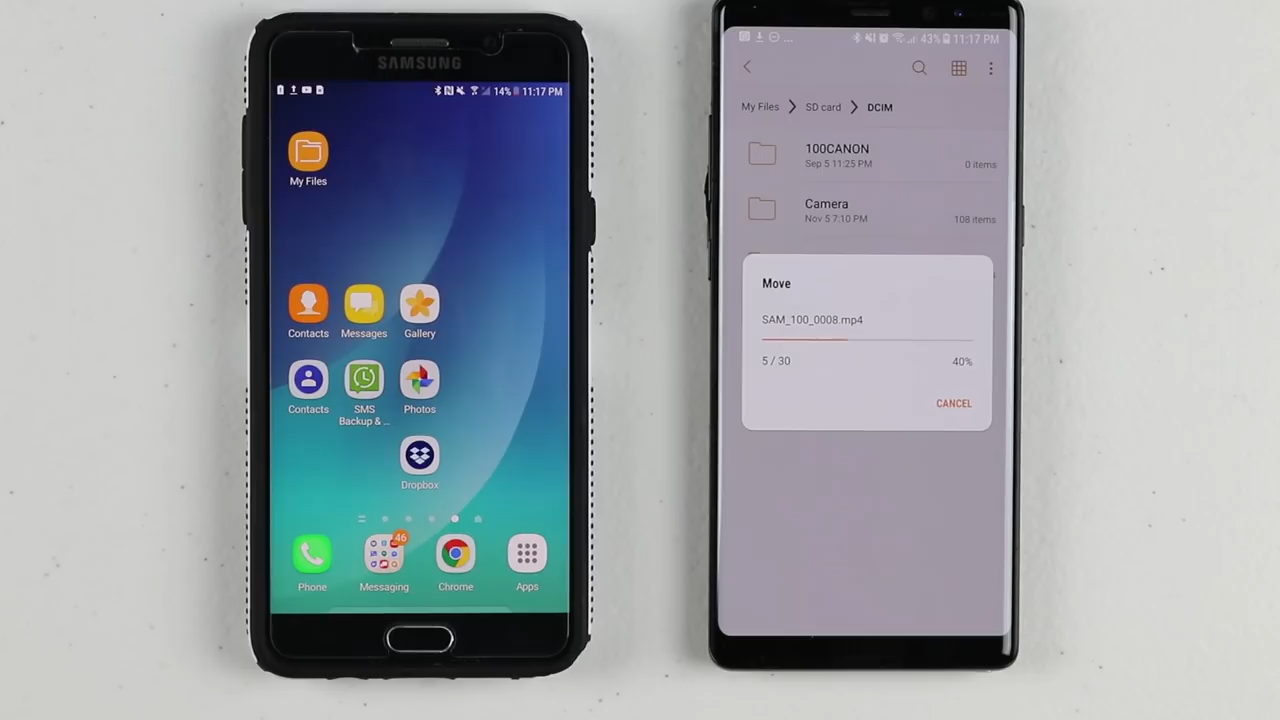 SAMSUNG
14% 11:17 PM
My Files
Contacts
Messages
Gallery
Contacts
SMS
Backup & ...
Photos
Dropbox
46
Phone
Messaging
Chrome
Apps
... 43% 11:17 PM
My Files > SD card > DCIM
100CANON
Sep 5 11:25 PM
0 items
Camera
Nov 5 7:10 PM
108 items
Move
SAM_100_0008.mp4
5 / 30
40%
CANCEL